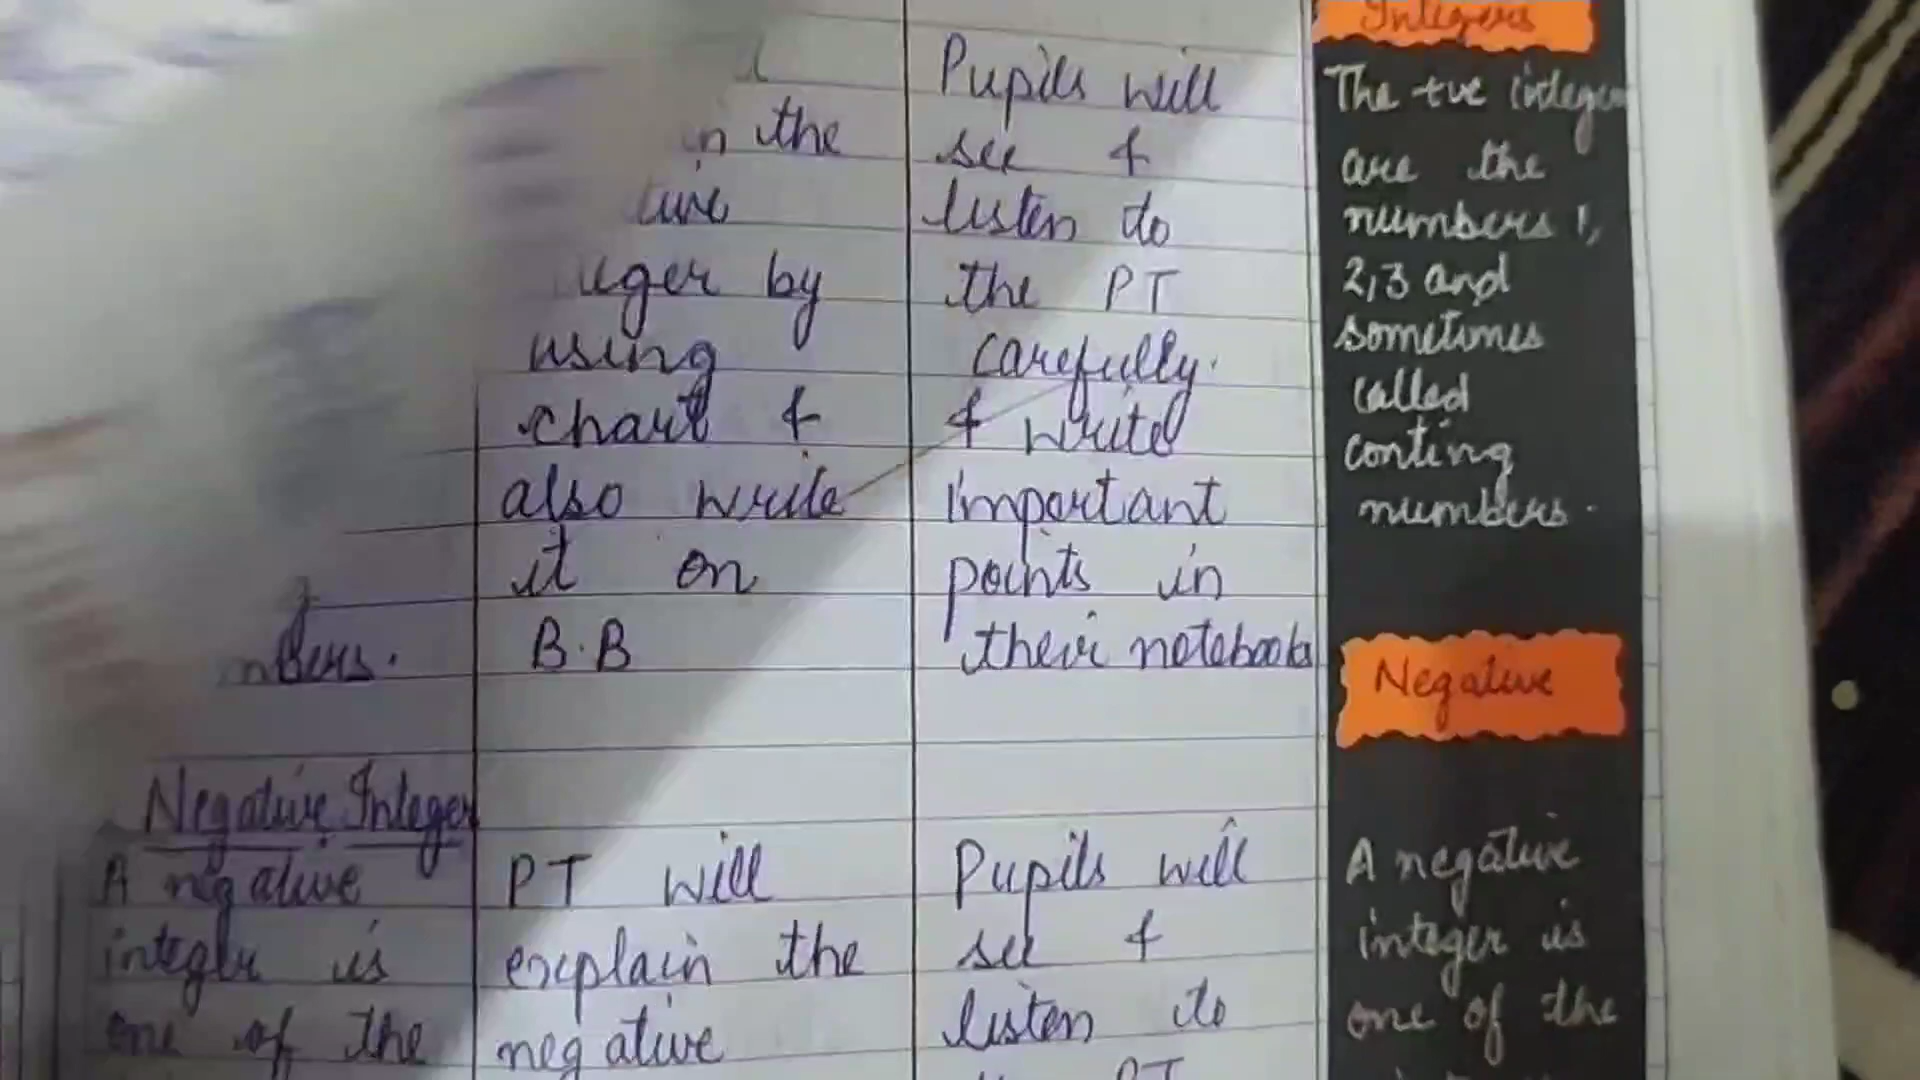 the
by
using
chart &
also write
it on
B.B
Pupils will
see &
listen to
the PT
carefully.
& write
important
points in
their notebooks
Integers
The +ve integers
are the
numbers 1,
2,3 and
sometimes
called
conting
numbers.
Negative Integer
A negative
integer is
one of the
PT will
explain the
negative
Pupils will
see &
listen to
PT
Negative
A negative
integer is
one of the